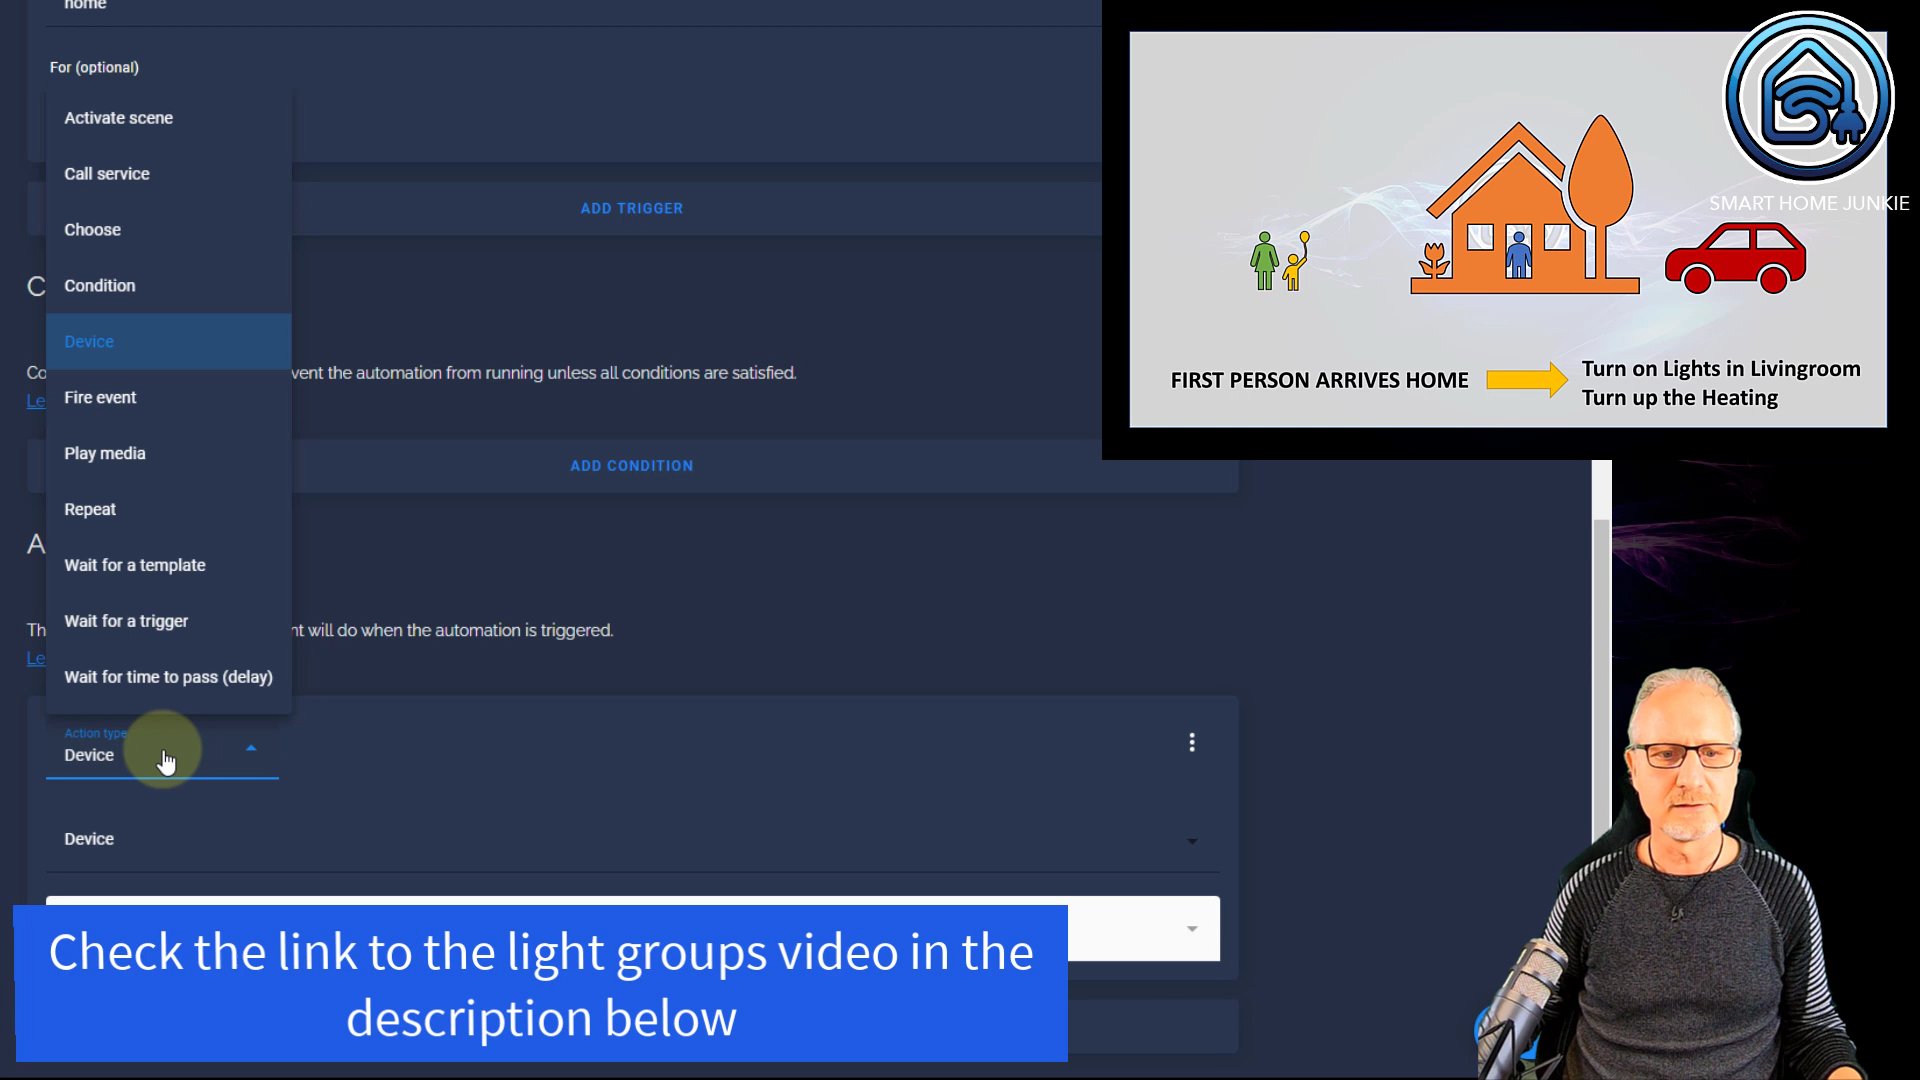 home
For (optional)
Activate scene
Call service
Choose
Condition
Device
Fire event
Play media
Repeat
Wait for a template
Wait for a trigger
Wait for time to pass (delay)
ADD TRIGGER
C
Co
vent the automation from running unless all conditions are satisfied.
Le
ADD CONDITION
A
Th
nt will do when the automation is triggered.
Le
Action type
Device
Device
Check the link to the light groups video in the
description below
SMART HOME JUNKIE
FIRST PERSON ARRIVES HOME
Turn on Lights in Livingroom
Turn up the Heating